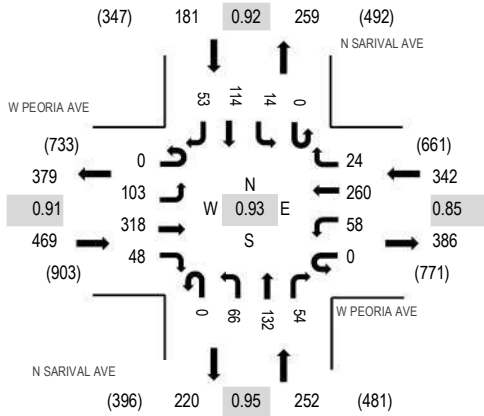 (347) 181 0.92 259 (492)
N SARIVAL AVE
W PEORIA AVE
53 114 14 0
(733) (661)
379 0 24 342
103 N 260
0.91 W 0.93 E 0.85
318 S 58
469 48 0 386
(903) (771)
0 66 132 54
W PEORIA AVE
N SARIVAL AVE
(396) 220 0.95 252 (481)